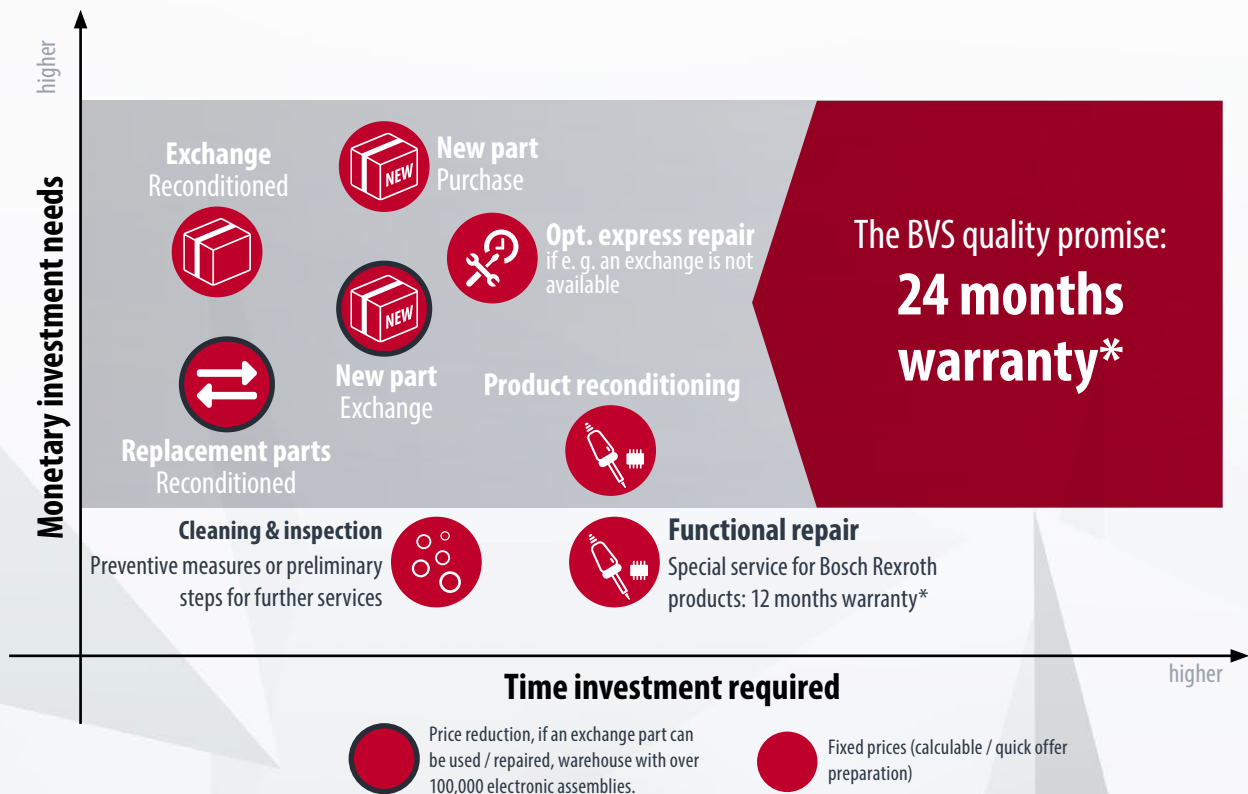 higher
Monetary investment needs
Exchange
Reconditioned
NEW
New part
Purchase
Opt. express repair
if e. g. an exchange is not
available
NEW
New part
Exchange
Replacement parts
Reconditioned
Product reconditioning
The BVS quality promise:
24 months
warranty*
Cleaning & inspection
Preventive measures or preliminary
steps for further services
Functional repair
Special service for Bosch Rexroth
products: 12 months warranty*
higher
Time investment required
Price reduction, if an exchange part can
be used / repaired, warehouse with over
100,000 electronic assemblies.
Fixed prices (calculable / quick offer
preparation)